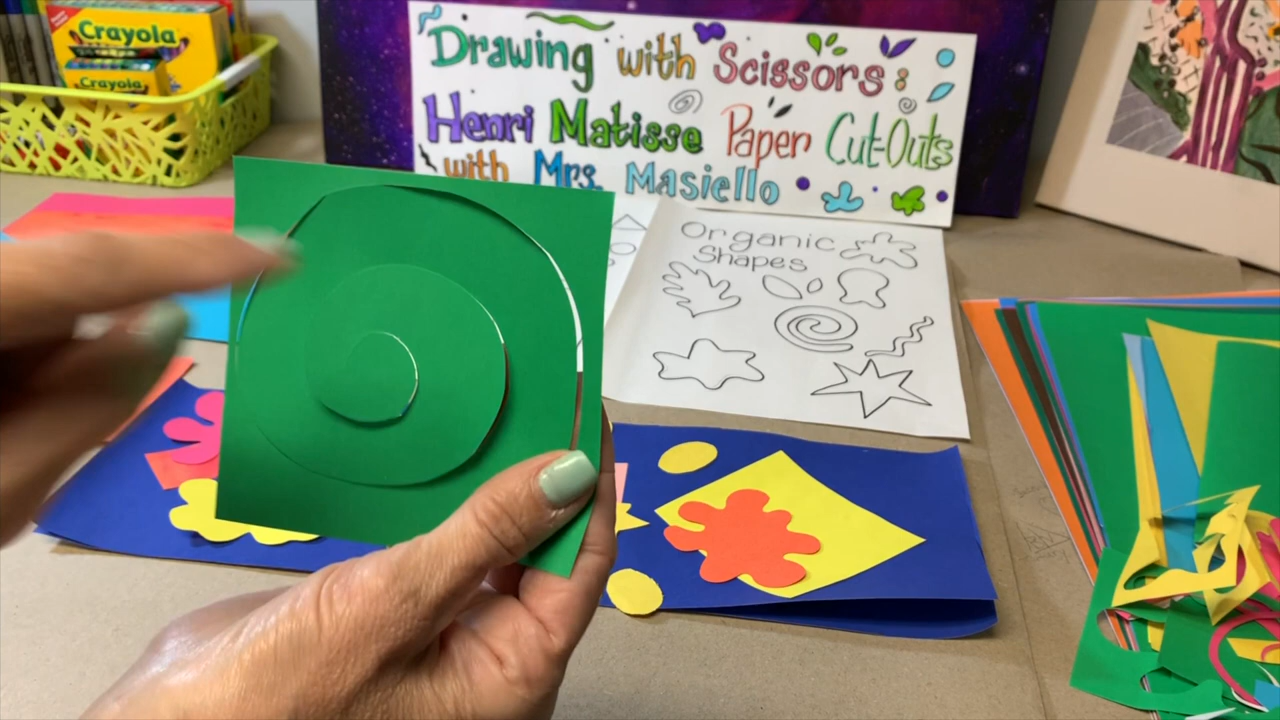 Crayola
Crayola
Drawing with Scissors:
Henri Matisse Paper Cut-Outs
with Mrs. Masiello
Organic
Shapes